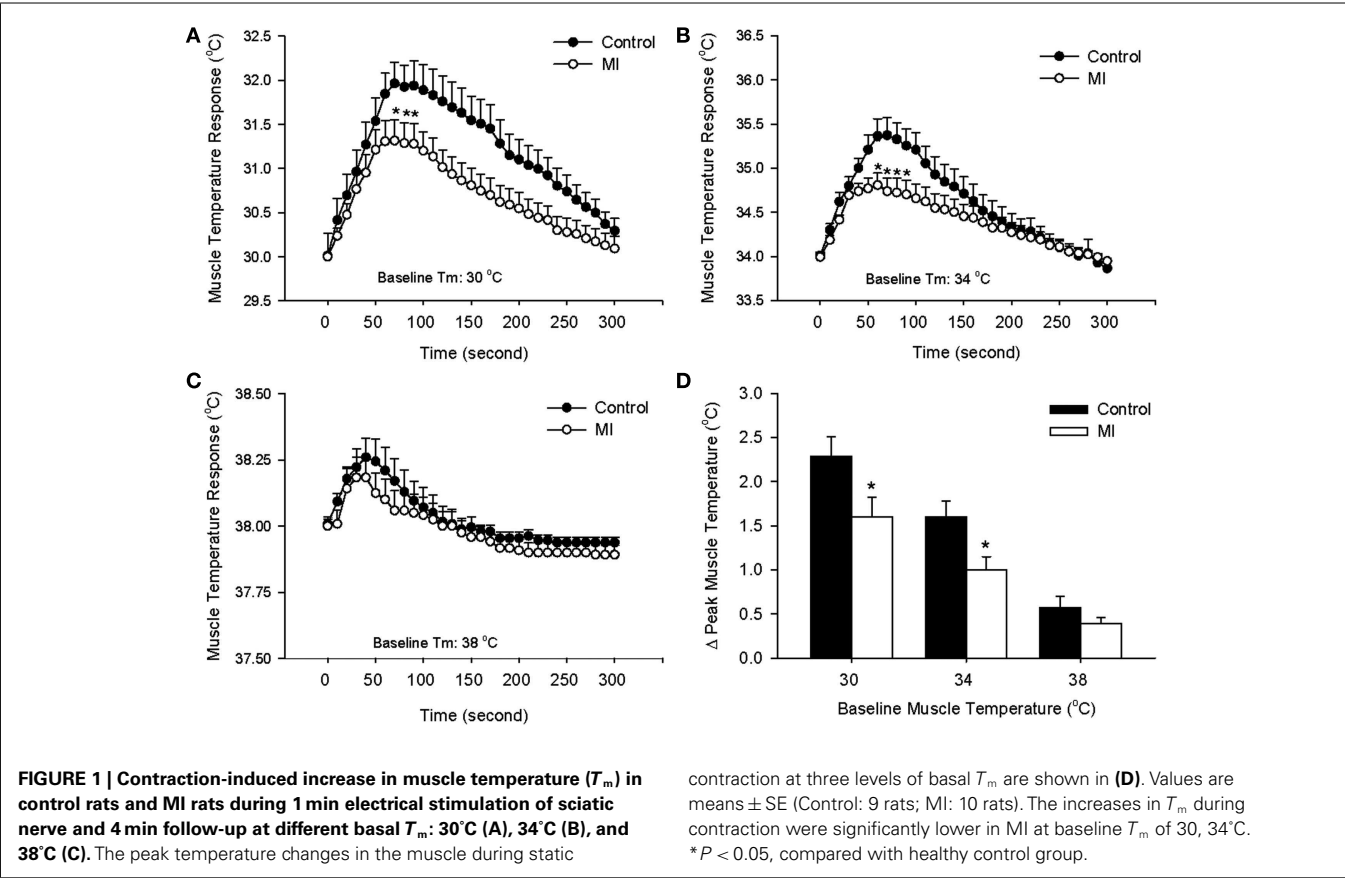 A
Muscle Temperature Response (⁰C)
32.5
32.0
31.5
31.0
30.5
30.0
29.5
Control
MI
* **
Baseline Tm: 30 ⁰C
0 50 100 150 200 250 300
Time (second)
B
Muscle Temperature Response (⁰C)
36.5
36.0
35.5
35.0
34.5
34.0
33.5
Control
MI
****
Baseline Tm: 34 ⁰C
0 50 100 150 200 250 300
Time (second)
C
Muscle Temperature Response (⁰C)
38.50
38.25
38.00
37.75
37.50
Control
MI
Baseline Tm: 38 ⁰C
0 50 100 150 200 250 300
Time (second)
D
Δ Peak Muscle Temperature (⁰C)
3.0
2.5
2.0
1.5
1.0
0.5
0.0
Control
MI
*
*
30 34 38
Baseline Muscle Temperature (⁰C)
FIGURE 1 | Contraction-induced increase in muscle temperature (Tm) in
control rats and MI rats during 1 min electrical stimulation of sciatic
nerve and 4 min follow-up at different basal Tm: 30°C (A), 34°C (B), and
38°C (C). The peak temperature changes in the muscle during static
contraction at three levels of basal Tm are shown in (D). Values are
means ± SE (Control: 9 rats; MI: 10 rats). The increases in Tm during
contraction were significantly lower in MI at baseline Tm of 30, 34°C.
*P < 0.05, compared with healthy control group.